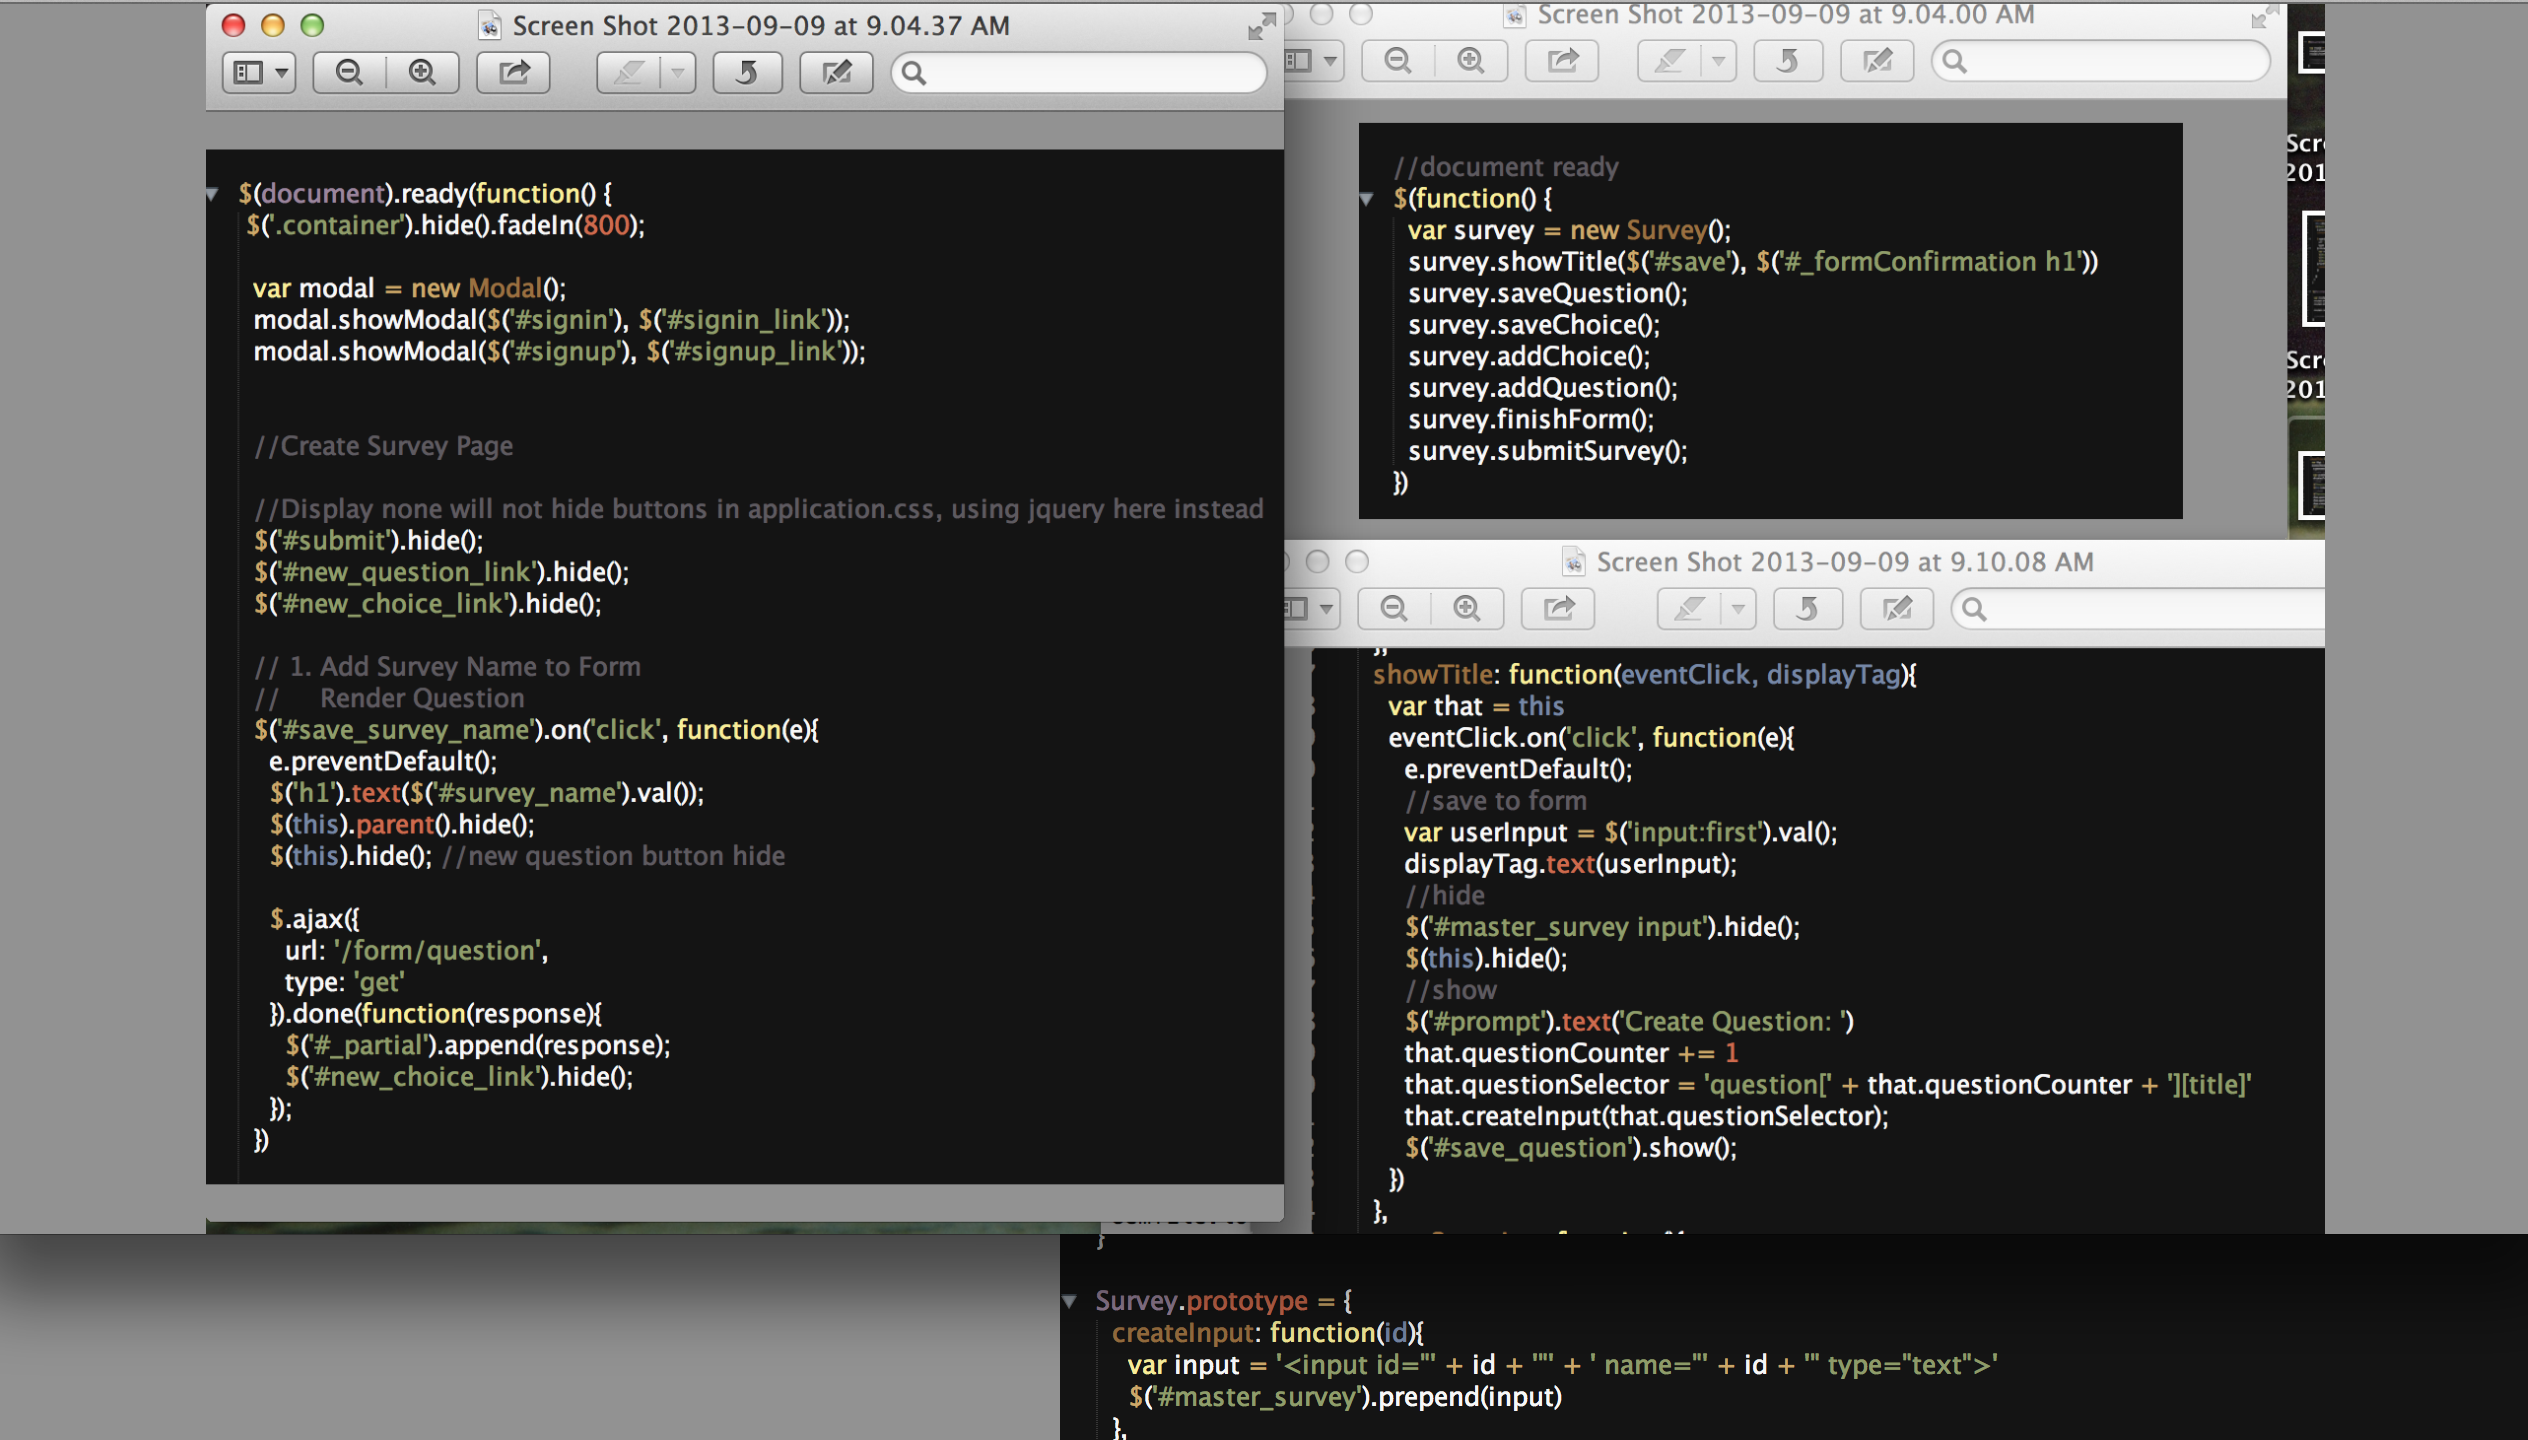 Screen Shot 2013-09-09 at 9.04.37 AM
$(document).ready(function() {
$('.container').hide().fadeIn(800);
var modal = new Modal();
modal.showModal($('#signin'), $('#signin_link'));
modal.showModal($('#signup'), $('#signup_link'));
//Create Survey Page
//Display none will not hide buttons in application.css, using jquery here instead
$('#submit').hide();
$('#new_question_link').hide();
$('#new_choice_link').hide();
// 1. Add Survey Name to Form
//    Render Question
$('#save_survey_name').on('click', function(e){
e.preventDefault();
$('h1').text($('#survey_name').val());
$(this).parent().hide();
$(this).hide(); //new question button hide
$.ajax({
url: '/form/question',
type: 'get'
}).done(function(response){
$('#_partial').append(response);
$('#new_choice_link').hide();
});
})
Screen Shot 2013-09-09 at 9.04.00 AM
//document ready
$(function() {
var survey = new Survey();
survey.showTitle($('#save'), $('#_formConfirmation h1'))
survey.saveQuestion();
survey.saveChoice();
survey.addChoice();
survey.addQuestion();
survey.finishForm();
survey.submitSurvey();
})
Scr
201
Scr
201
Screen Shot 2013-09-09 at 9.10.08 AM
showTitle: function(eventClick, displayTag){
var that = this
eventClick.on('click', function(e){
e.preventDefault();
//save to form
var userInput = $('input:first').val();
displayTag.text(userInput);
//hide
$('#master_survey input').hide();
$(this).hide();
//show
$('#prompt').text('Create Question: ')
that.questionCounter += 1
that.questionSelector = 'question[' + that.questionCounter + '][title]'
that.createInput(that.questionSelector);
$('#save_question').show();
})
},
}
Survey.prototype = {
createInput: function(id){
var input = '<input id="' + id + '"' + ' name="' + id + '" type="text">'
$('#master_survey').prepend(input)
},